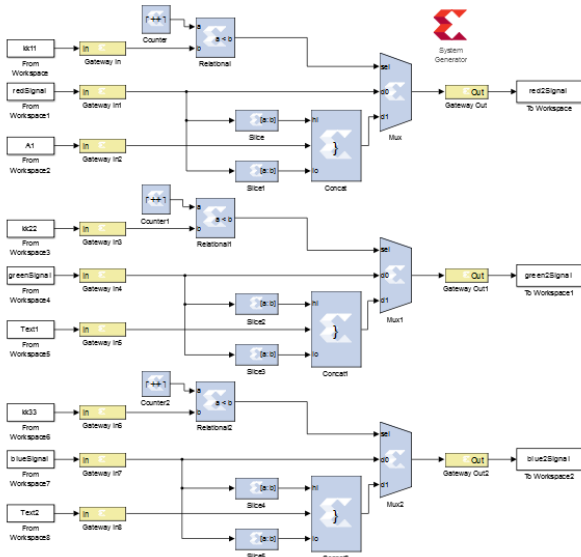 Counter
a
a < b
b
Relational
System
Generator
kk11
From
Workspace
In
Gateway In
sel
redSignal
From
Workspace1
In
Gateway In1
d0
Out
Gateway Out
red2Signal
To Workspace
[a:b]
Slice
hi
d1
Mux
A1
From
Workspace2
In
Gateway In2
[a:b]
Slice1
lo
Concat
Counter1
a
a < b
b
Relational1
kk22
From
Workspace3
In
Gateway In3
sel
greenSignal
From
Workspace4
In
Gateway In4
d0
Out
Gateway Out1
green2Signal
To Workspace1
[a:b]
Slice2
hi
d1
Mux1
Text1
From
Workspace5
In
Gateway In5
[a:b]
Slice3
lo
Concat1
Counter2
a
a < b
b
Relational2
kk33
From
Workspace6
In
Gateway In6
sel
blueSignal
From
Workspace7
In
Gateway In7
d0
Out
Gateway Out2
blue2Signal
To Workspace2
[a:b]
Slice4
hi
d1
Mux2
Text2
From
Workspace8
In
Gateway In8
[a:b]
lo